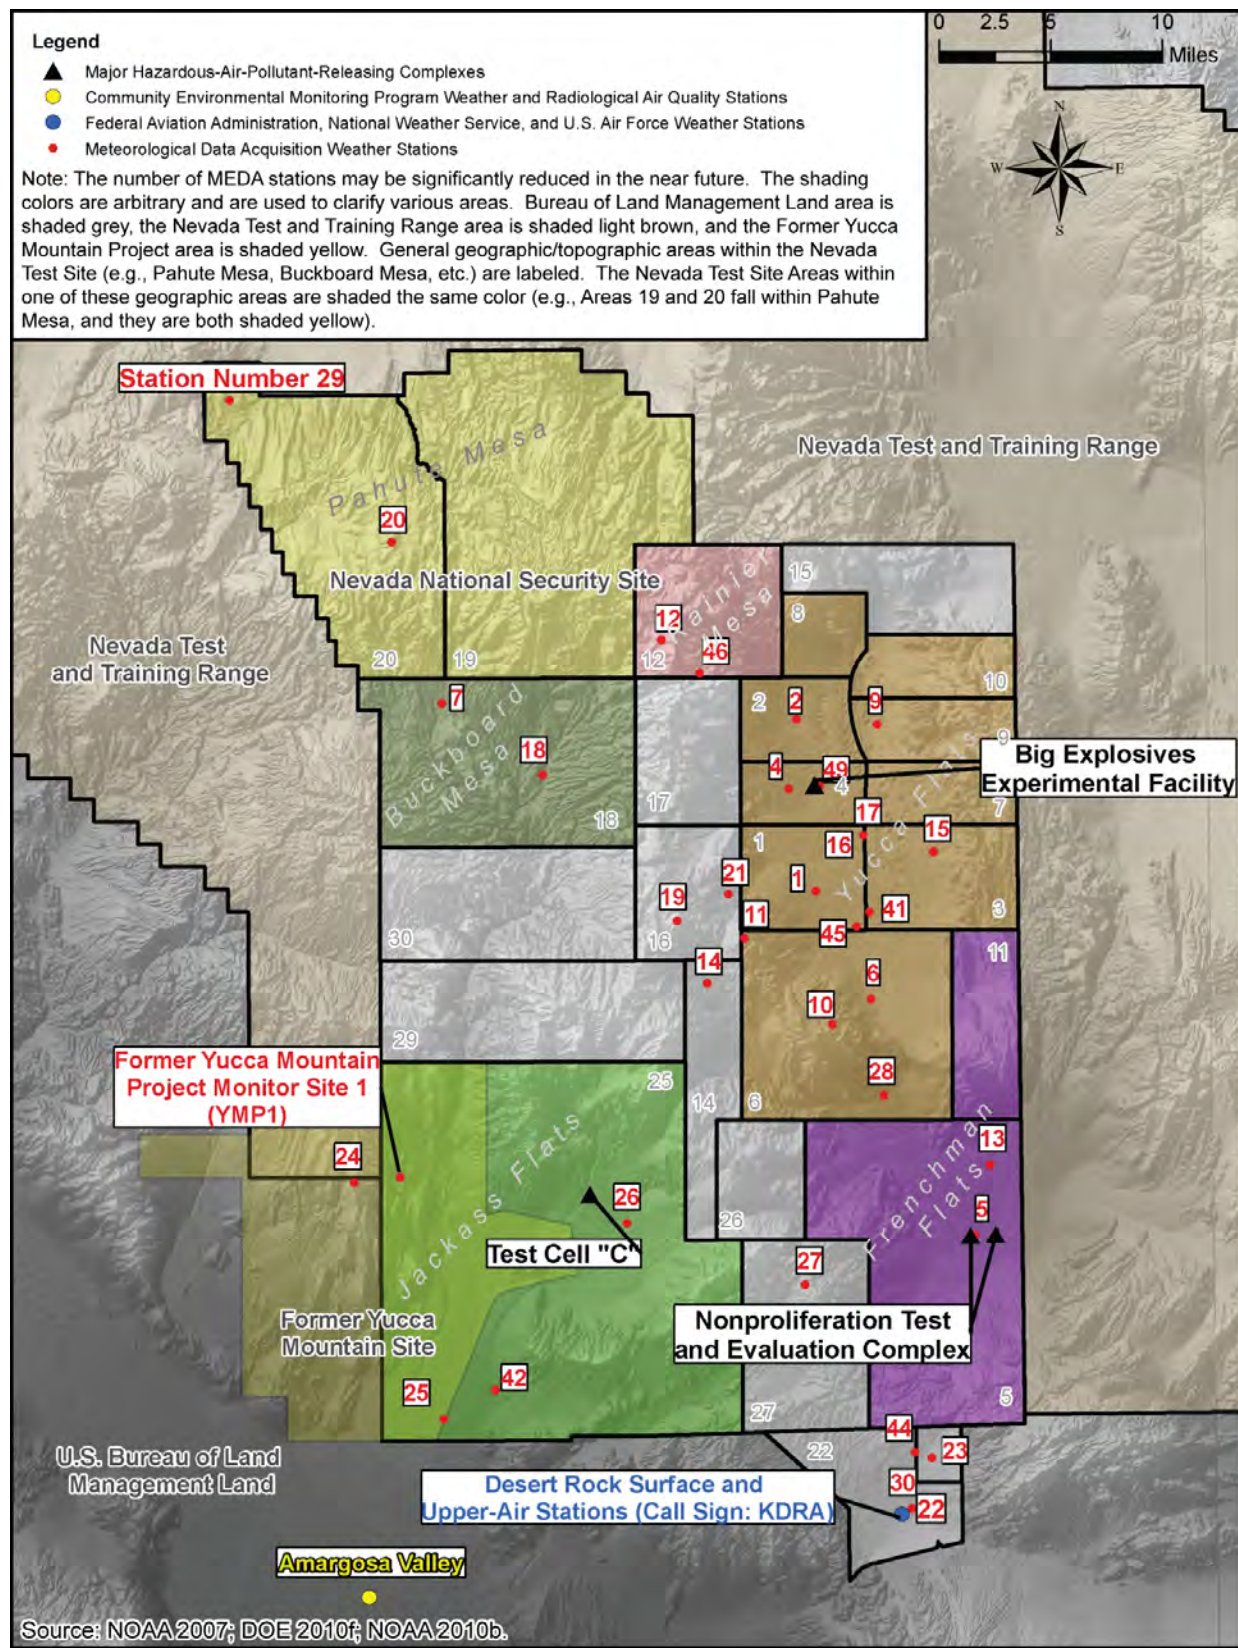 0 2.5 5 10
Miles
Legend
Major Hazardous-Air-Pollutant-Releasing Complexes
Community Environmental Monitoring Program Weather and Radiological Air Quality Stations
Federal Aviation Administration, National Weather Service, and U.S. Air Force Weather Stations
Meteorological Data Acquisition Weather Stations
Note: The number of MEDA stations may be significantly reduced in the near future. The shading
colors are arbitrary and are used to clarify various areas. Bureau of Land Management Land area is
shaded grey, the Nevada Test and Training Range area is shaded light brown, and the Former Yucca
Mountain Project area is shaded yellow. General geographic/topographic areas within the Nevada
Test Site (e.g., Pahute Mesa, Buckboard Mesa, etc.) are labeled. The Nevada Test Site Areas within
one of these geographic areas are shaded the same color (e.g., Areas 19 and 20 fall within Pahute
Mesa, and they are both shaded yellow).
N
W E
S
Station Number 29
Pahute Mesa
Nevada Test and Training Range
20
Nevada National Security Site
15
8
Rainier
Mesa
12
46
Nevada Test
and Training Range
20 19 12
10
7
Buckboard
Mesa
18
2
2
9
9
Big Explosives
Experimental Facility
4
49
4
17
18
17
7
Yucca Flats
1
16
15
21
1
19
11
41
45
3
30
16
14
6
11
10
29
Former Yucca Mountain
Project Monitor Site 1
(YMP1)
25
28
14
6
Jackass Flats
24
13
Frenchman
Flats
26
26
5
Test Cell "C"
27
Former Yucca
Mountain Site
Nonproliferation Test
and Evaluation Complex
42
25
27
5
44
22
23
U.S. Bureau of Land
Management Land
Desert Rock Surface and
Upper-Air Stations (Call Sign: KDRA)
30
22
Amargosa Valley
Source: NOAA 2007; DOE 2010f; NOAA 2010b.